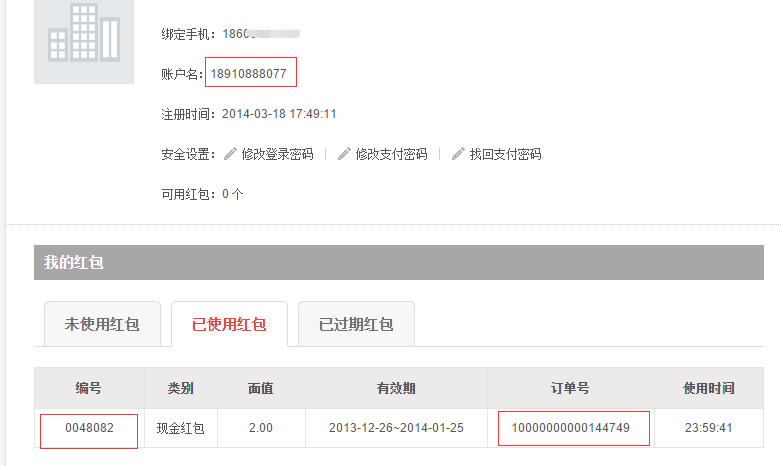 绑定手机：1860
账户名：18910888077
注册时间：2014-03-18 17:49:11
安全设置： 修改登录密码 | 修改支付密码 | 找回支付密码
可用红包：0 个
我的红包
未使用红包 已使用红包 已过期红包
编号 类别 面值 有效期 订单号 使用时间
0048082 现金红包 2.00 2013-12-26~2014-01-25 10000000000144749 23:59:41